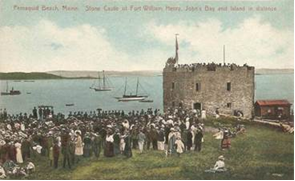 Pemaquid Beach, Maine. Stone Castle of Fort William Henry, John's Bay and Island in distance